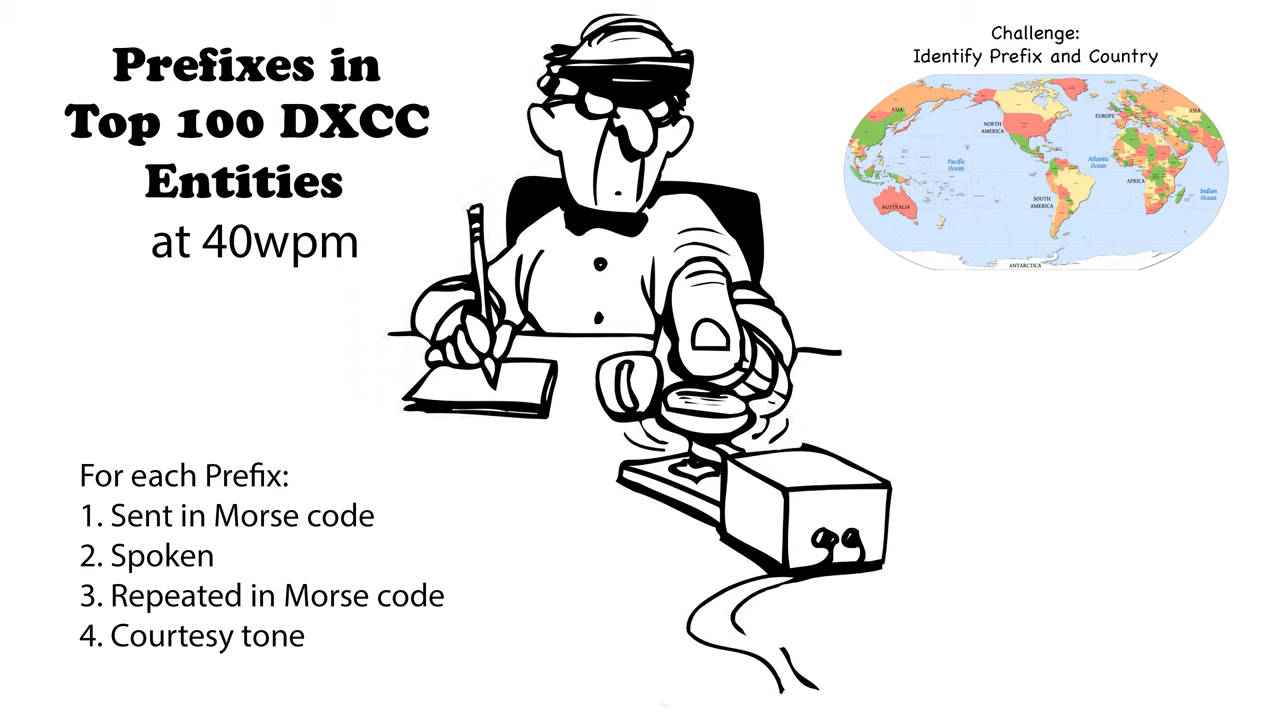 Prefixes in
Top 100 DXCC
Entities
at 40wpm
Challenge:
Identify Prefix and Country
ASIA
NORTH
AMERICA
EUROPE
ASIA
Pacific
Ocean
Atlantic
Ocean
AFRICA
SOUTH
AMERICA
Indian
Ocean
AUSTRALIA
ANTARCTICA
For each Prefix:
1. Sent in Morse code
2. Spoken
3. Repeated in Morse code
4. Courtesy tone